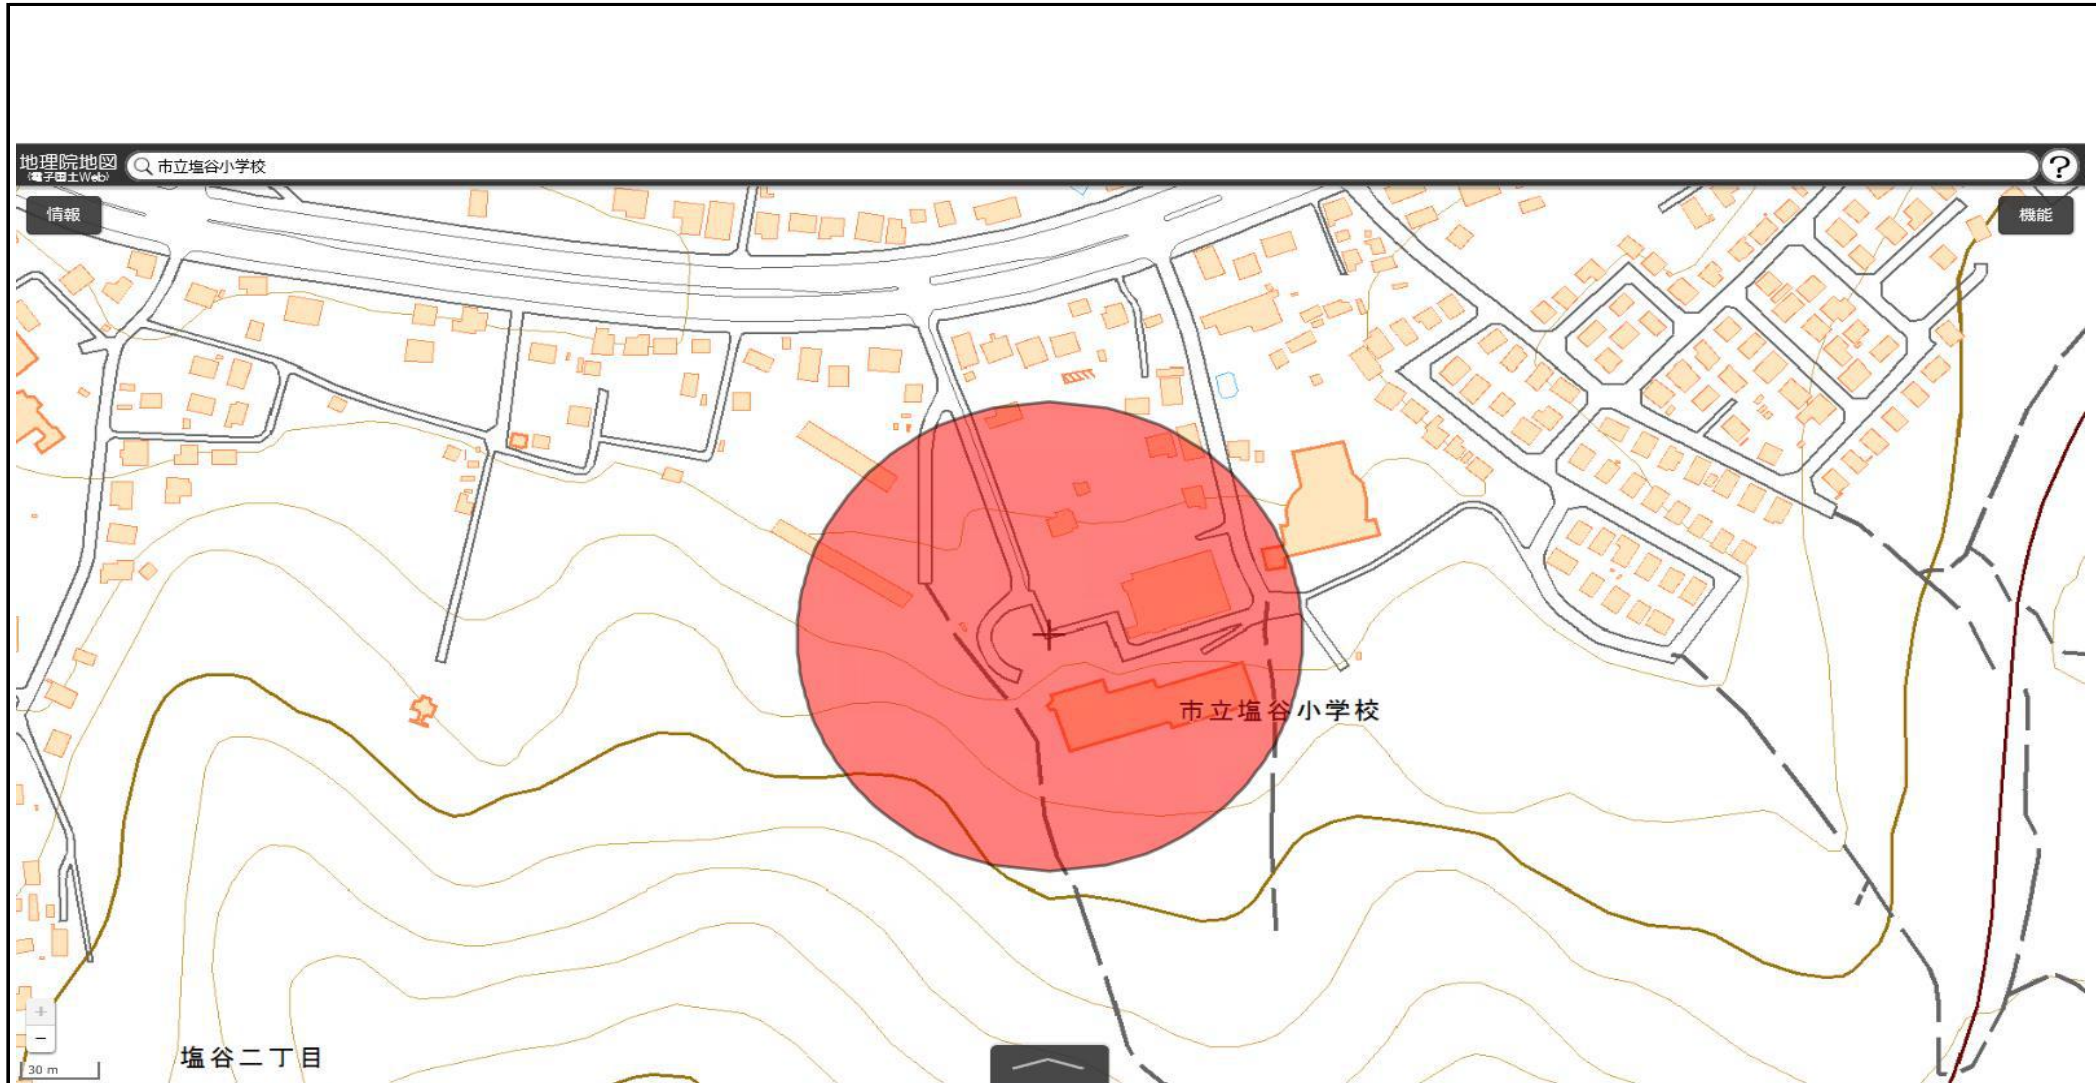 地理院地図
(電子国土Web)
市立塩谷小学校
?
情報
機能
市立塩谷小学校
塩谷二丁目
+
−
30 m